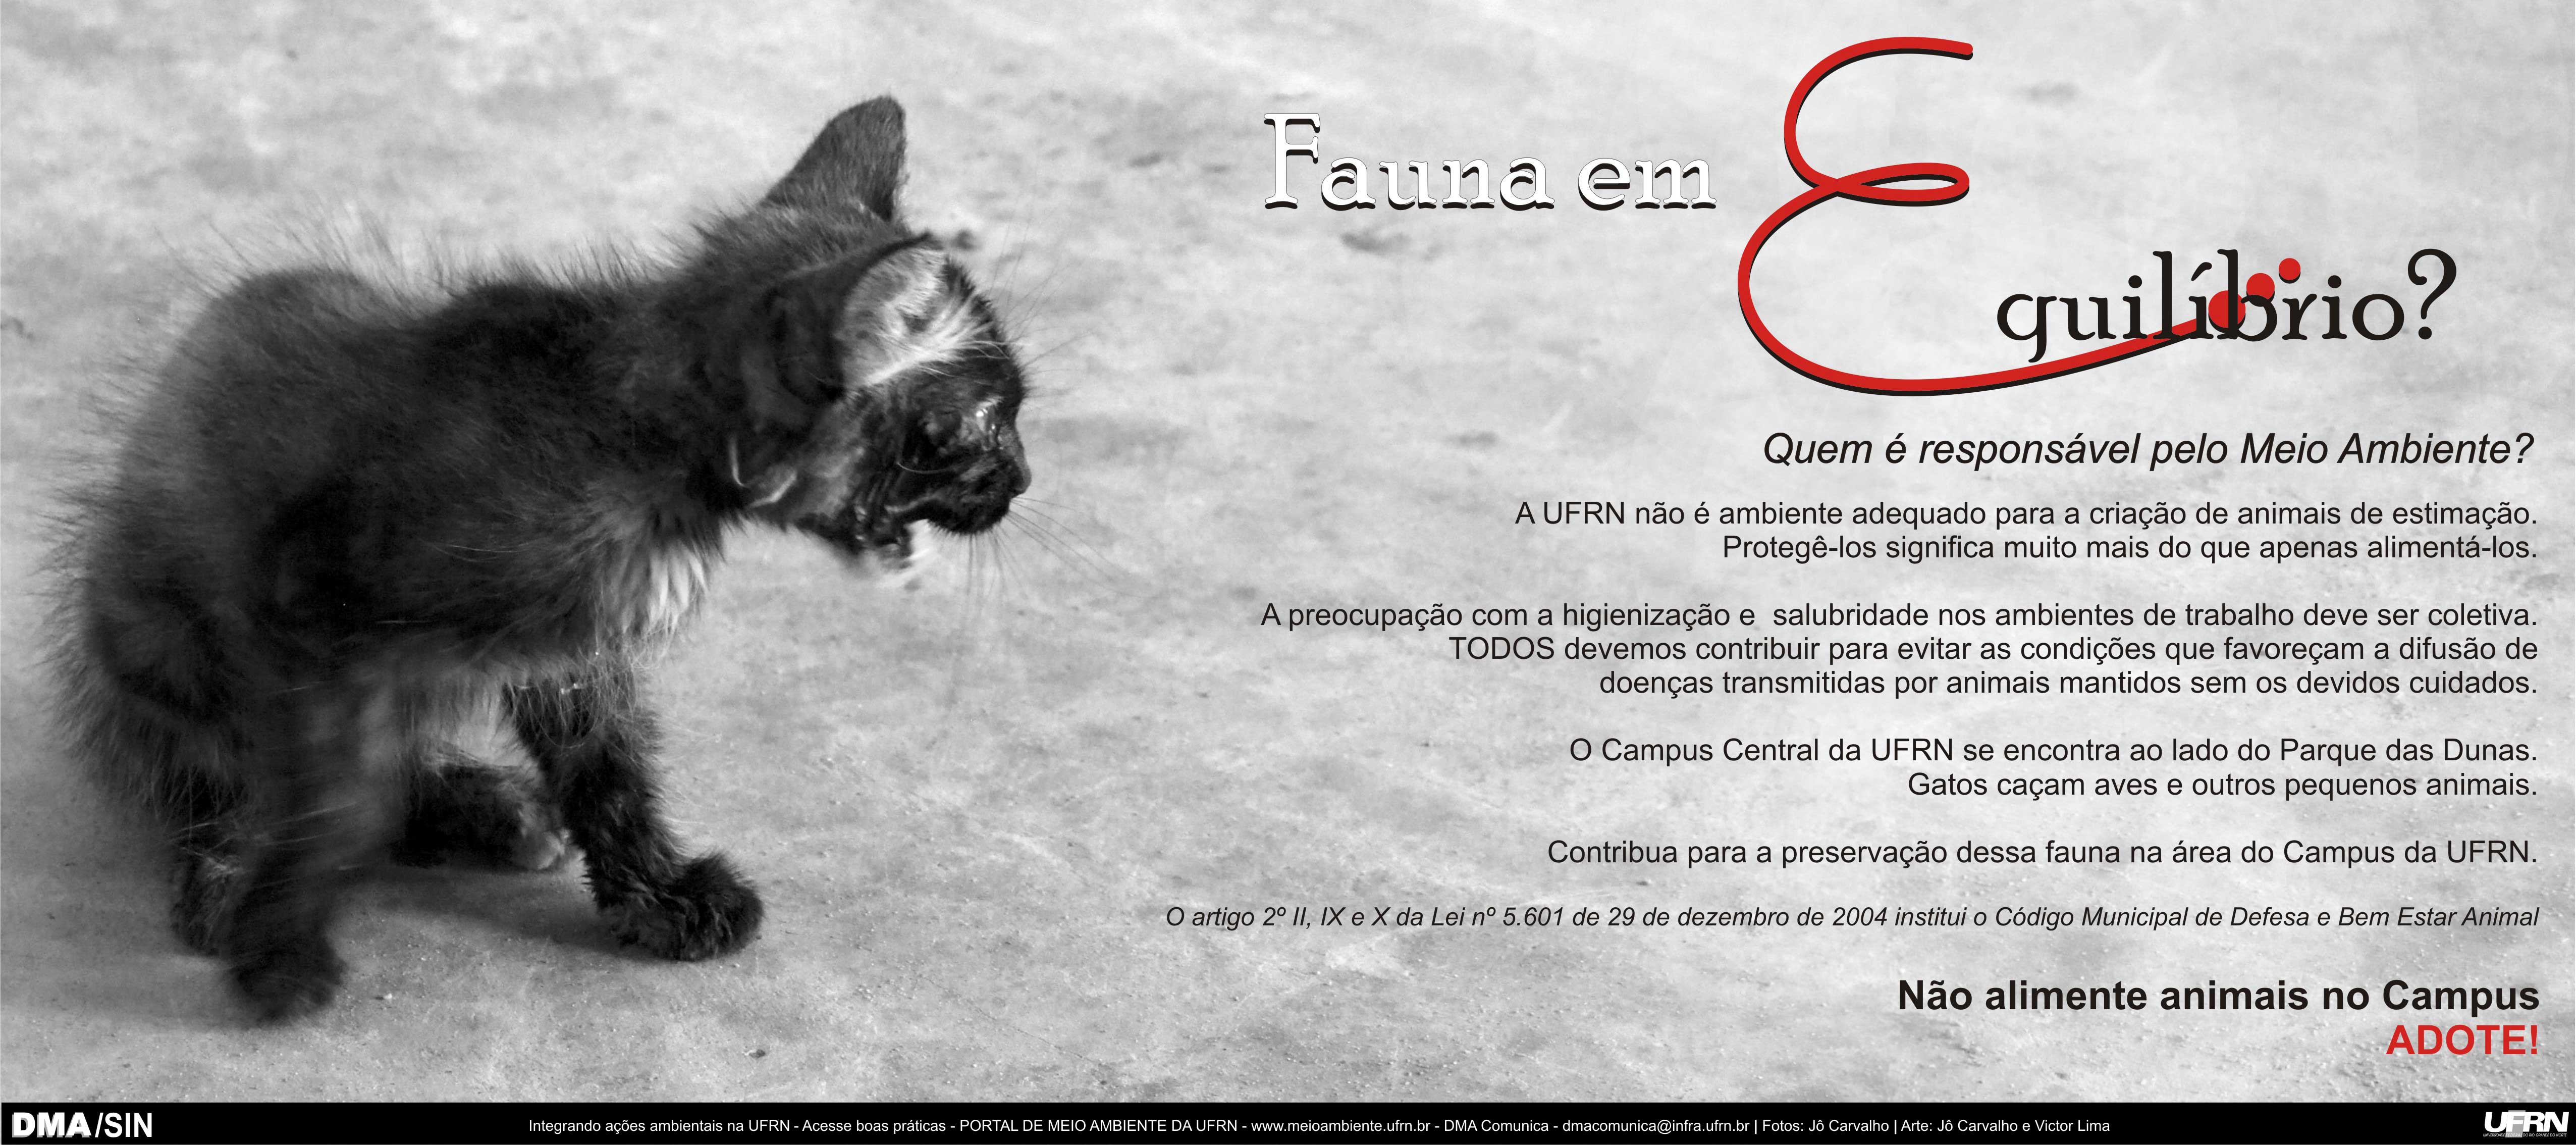 Fauna em
Equilíbrio?
Quem é responsável pelo Meio Ambiente?
A UFRN não é ambiente adequado para a criação de animais de estimação.
Protegê-los significa muito mais do que apenas alimentá-los.
A preocupação com a higienização e salubridade nos ambientes de trabalho deve ser coletiva.
TODOS devemos contribuir para evitar as condições que favoreçam a difusão de
doenças transmitidas por animais mantidos sem os devidos cuidados.
O Campus Central da UFRN se encontra ao lado do Parque das Dunas.
Gatos caçam aves e outros pequenos animais.
Contribua para a preservação dessa fauna na área do Campus da UFRN.
O artigo 2º II, IX e X da Lei nº 5.601 de 29 de dezembro de 2004 institui o Código Municipal de Defesa e Bem Estar Animal
Não alimente animais no Campus
ADOTE!
DMA/SIN
Integrando ações ambientais na UFRN - Acesse boas práticas - PORTAL DE MEIO AMBIENTE DA UFRN - www.meioambiente.ufrn.br - DMA Comunica - dmacomunica@infra.ufrn.br | Fotos: Jô Carvalho | Arte: Jô Carvalho e Victor Lima
UFRN